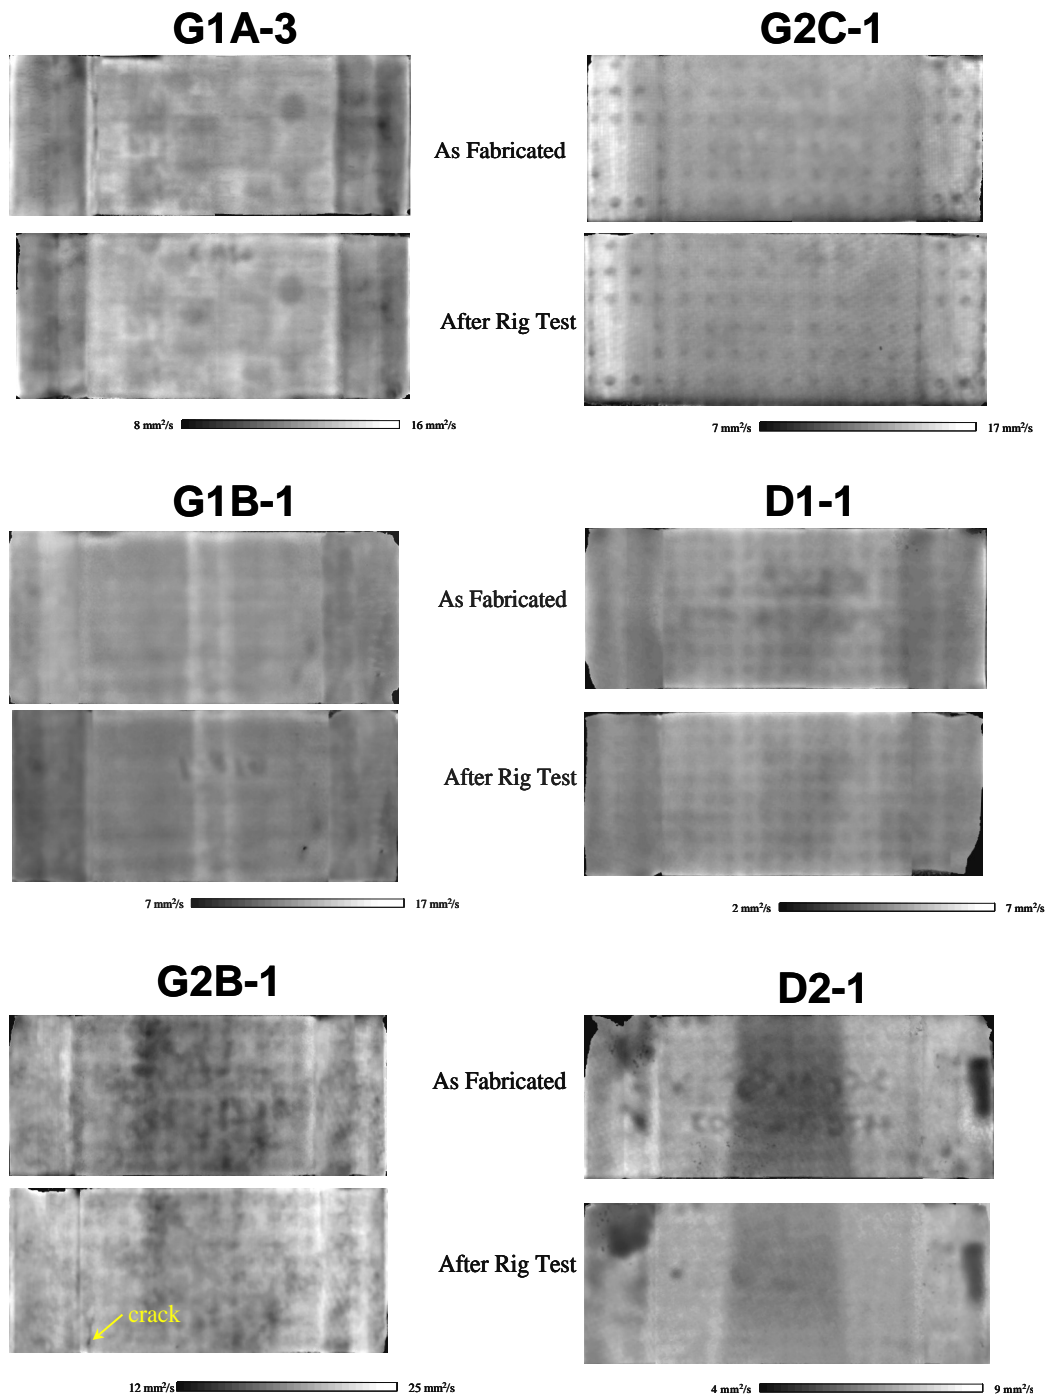 G1A-3
G2C-1
As Fabricated
After Rig Test
8 mm²/s
16 mm²/s
7 mm²/s
17 mm²/s
G1B-1
D1-1
As Fabricated
After Rig Test
7 mm²/s
17 mm²/s
2 mm²/s
7 mm²/s
G2B-1
D2-1
As Fabricated
After Rig Test
crack
12 mm²/s
25 mm²/s
4 mm²/s
9 mm²/s